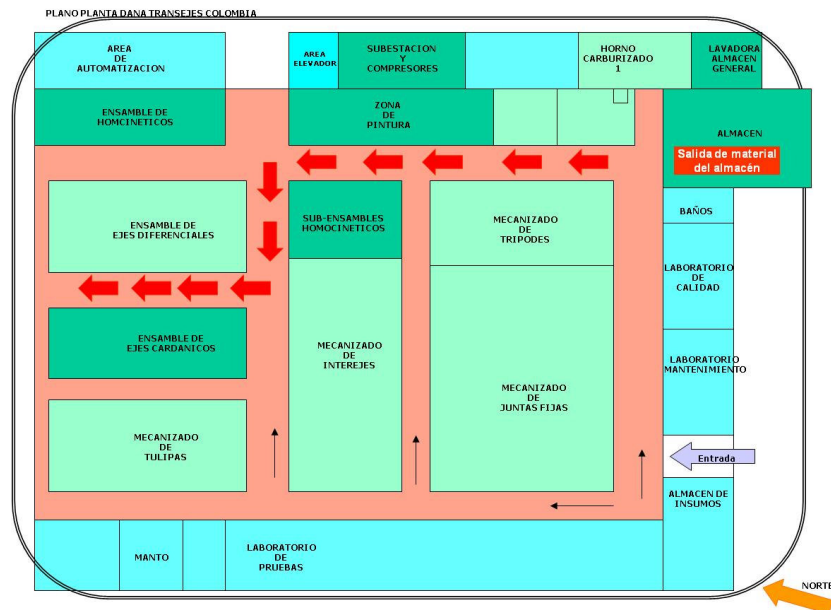 PLANO PLANTA DANA TRANSEJES COLOMBIA
AREA
DE
AUTOMATIZACION
AREA
ELEVADOR
SUBESTACION
Y
COMPRESORES
HORNO
CARBURIZADO
1
LAVADORA
ALMACEN
GENERAL
ENSAMBLE DE
HOMCINETICOS
ZONA
DE
PINTURA
ALMACEN
Salida de material
del almacén
ENSAMBLE DE
EJES DIFERENCIALES
SUB-ENSAMBLES
HOMOCINETICOS
MECANIZADO
DE
TRIPODES
BAÑOS
LABORATORIO
DE
CALIDAD
ENSAMBLE DE
EJES CARDANICOS
MECANIZADO
DE
INTEREJES
MECANIZADO
DE
JUNTAS FIJAS
LABORATORIO
MANTENIMIENTO
MECANIZADO
DE
TULIPAS
Entrada
ALMACEN DE
INSUMOS
MANTO
LABORATORIO
DE
PRUEBAS
NORTE